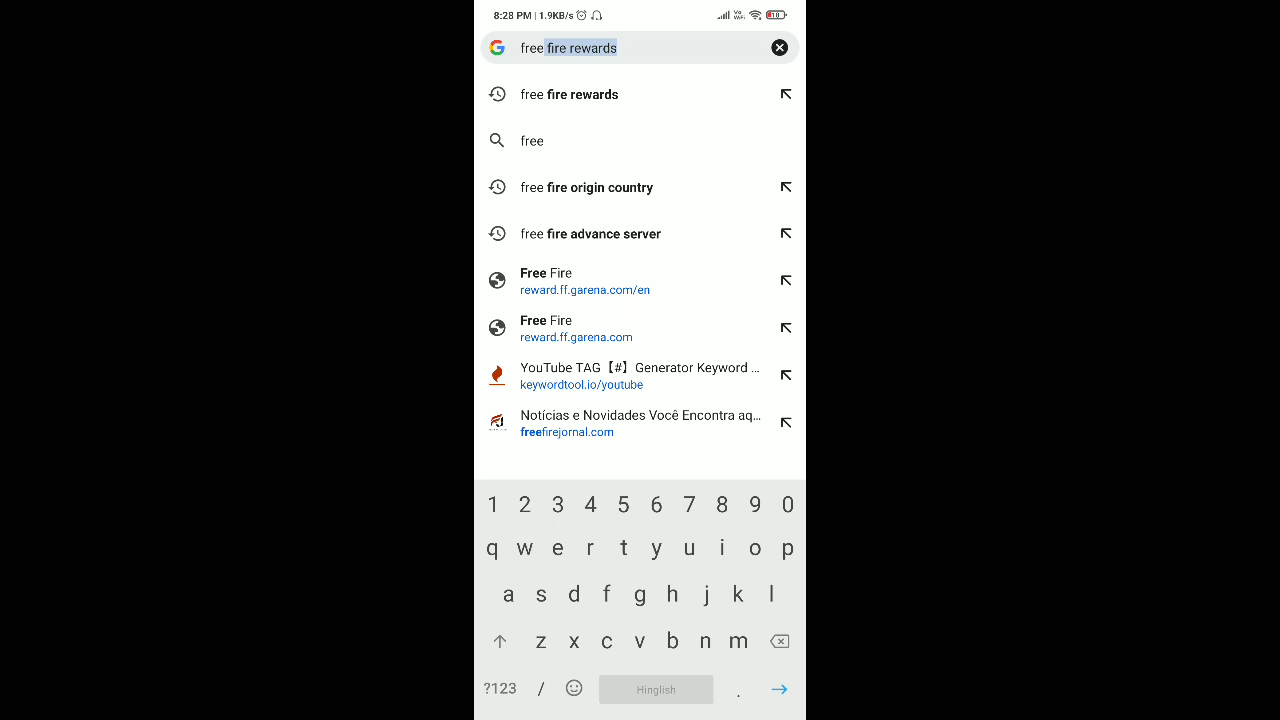 8:28 PM | 1.9KB/s Vo WiFi 18
free fire rewards
free fire rewards
free
free fire origin country
free fire advance server
Free Fire
reward.ff.garena.com/en
Free Fire
reward.ff.garena.com
YouTube TAG【#】Generator Keyword ...
keywordtool.io/youtube
Notícias e Novidades Você Encontra aq...
freefirejornal.com
1 2 3 4 5 6 7 8 9 0
q w e r t y u i o p
a s d f g h j k l
z x c v b n m
?123 / Hinglish .